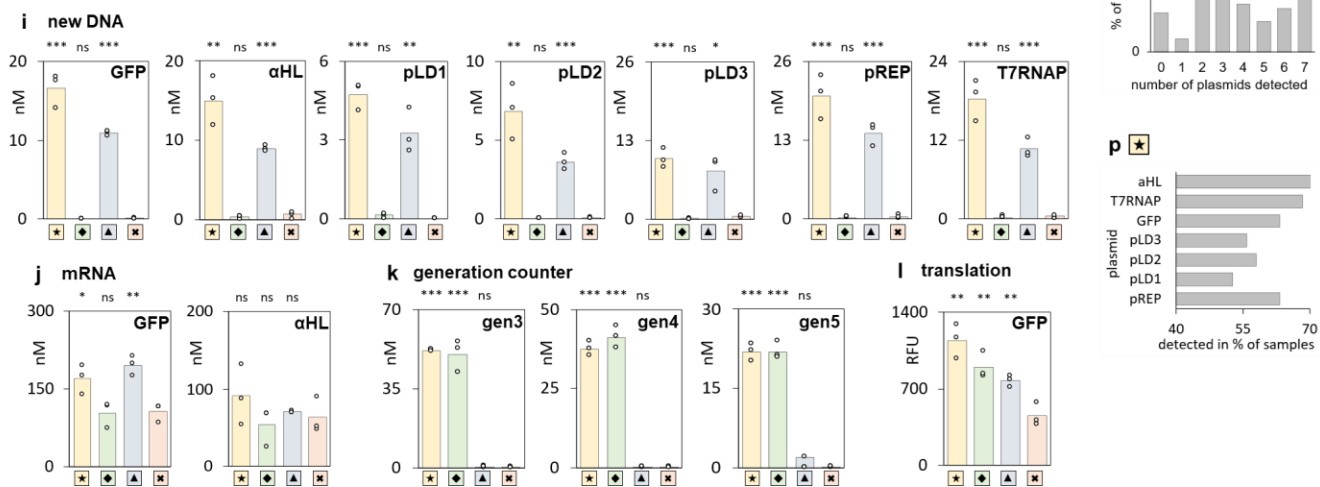 i new DNA
*** ns *** ** ns *** *** ns ** ** ns *** *** ns * *** ns *** *** ns ***
20 GFP 20 αHL 6 pLD1 10 pLD2 26 pLD3 26 pREP 24 T7RNAP
nM nM nM nM nM nM nM
10 10 3 5 13 13 12
0 0 0 0 0 0 0
% of
0
0 1 2 3 4 5 6 7
number of plasmids detected
p
aHL
T7RNAP
GFP
pLD3
pLD2
pLD1
pREP
plasmid
40 55 70
detected in % of samples
j mRNA
* ns ** ns ns ns
300 GFP 200 αHL
nM nM
150 100
0 0
k generation counter
*** *** ns *** *** ns *** *** ns
70 gen3 50 gen4 30 gen5
nM nM nM
35 25 15
0 0 0
l translation
** ** **
1400 GFP
RFU
700
0